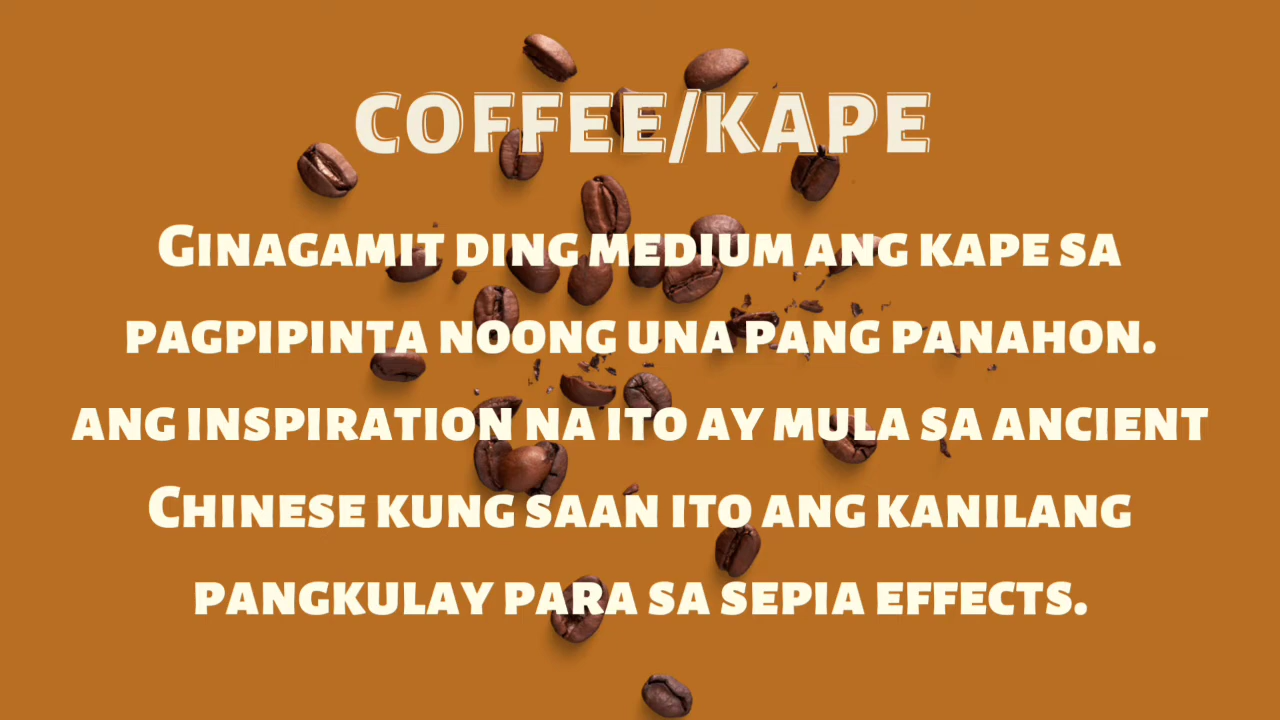 COFFEE/KAPE
GINAGAMIT DING MEDIUM ANG KAPE SA
PAGPIPINTA NOONG UNA PANG PANAHON.
ANG INSPIRATION NA ITO AY MULA SA ANCIENT
CHINESE KUNG SAAN ITO ANG KANILANG
PANGKULAY PARA SA SEPIA EFFECTS.